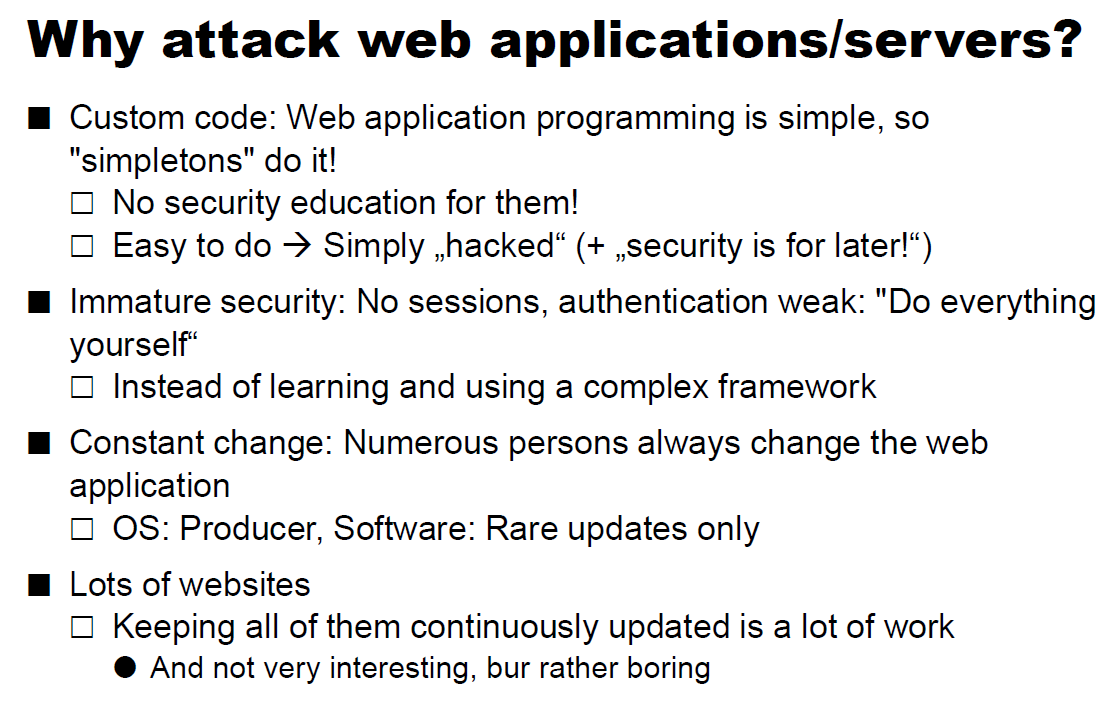 Why attack web applications/servers?
■ Custom code: Web application programming is simple, so
"simpletons" do it!
□ No security education for them!
□ Easy to do → Simply „hacked“ (+ „security is for later!“)
■ Immature security: No sessions, authentication weak: "Do everything
yourself“
□ Instead of learning and using a complex framework
■ Constant change: Numerous persons always change the web
application
□ OS: Producer, Software: Rare updates only
■ Lots of websites
□ Keeping all of them continuously updated is a lot of work
● And not very interesting, bur rather boring